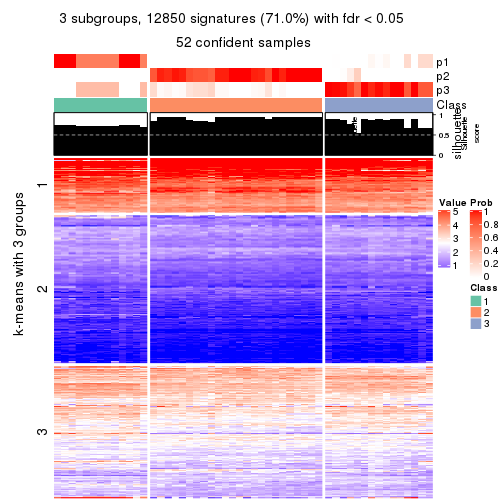 3 subgroups, 12850 signatures (71.0%) with fdr < 0.05
52 confident samples
p1
p2
p3
Class
silhouette
1
0.5
0
Silhouette
score
k-means with 3 groups
1
2
3
Value
5
4
3
2
1
Prob
1
0.8
0.6
0.4
0.2
0
Class
1
2
3